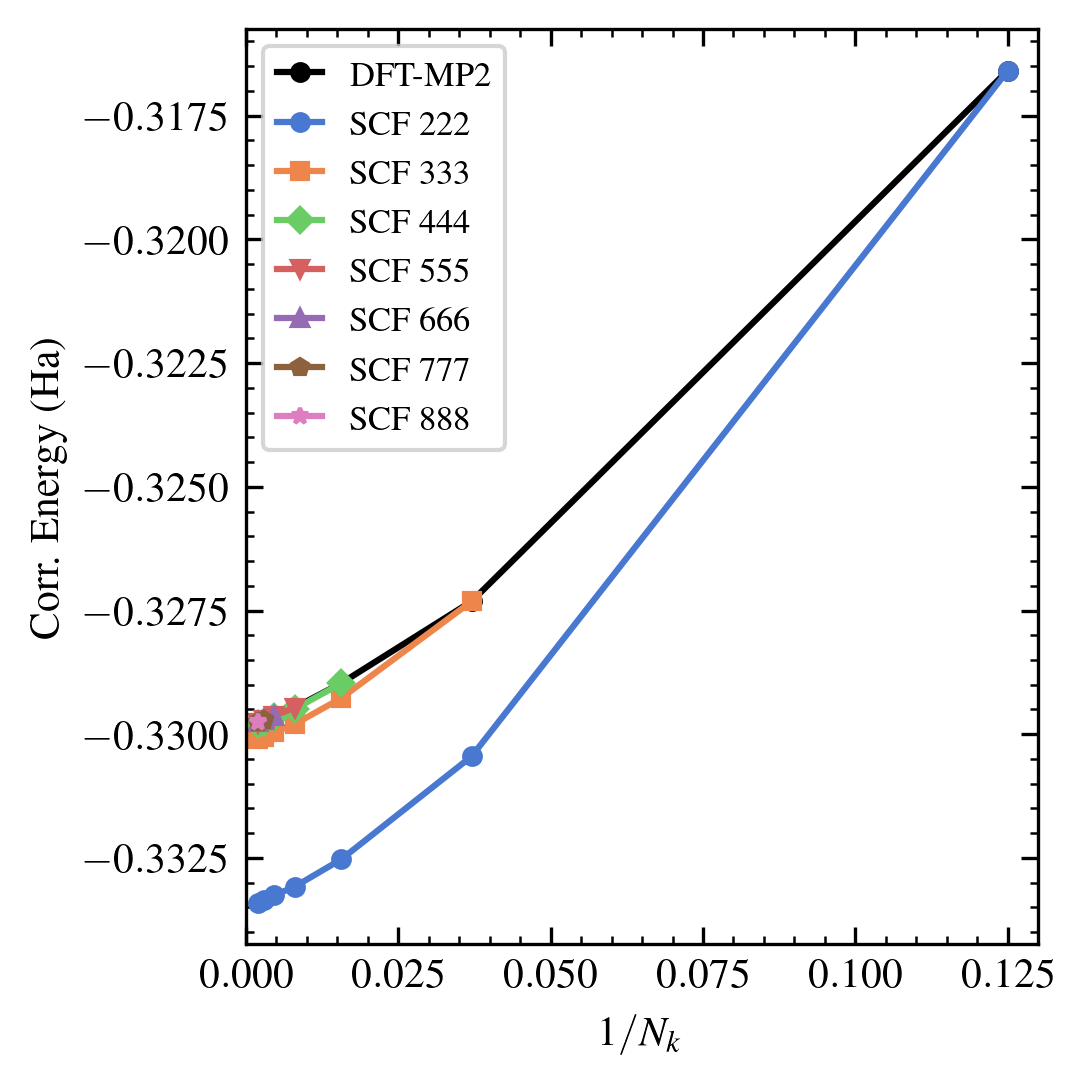 DFT-MP2
SCF 222
SCF 333
SCF 444
SCF 555
SCF 666
SCF 777
SCF 888
Corr. Energy (Ha)
−0.3175
−0.3200
−0.3225
−0.3250
−0.3275
−0.3300
−0.3325
0.000 0.025 0.050 0.075 0.100 0.125
1/N_k